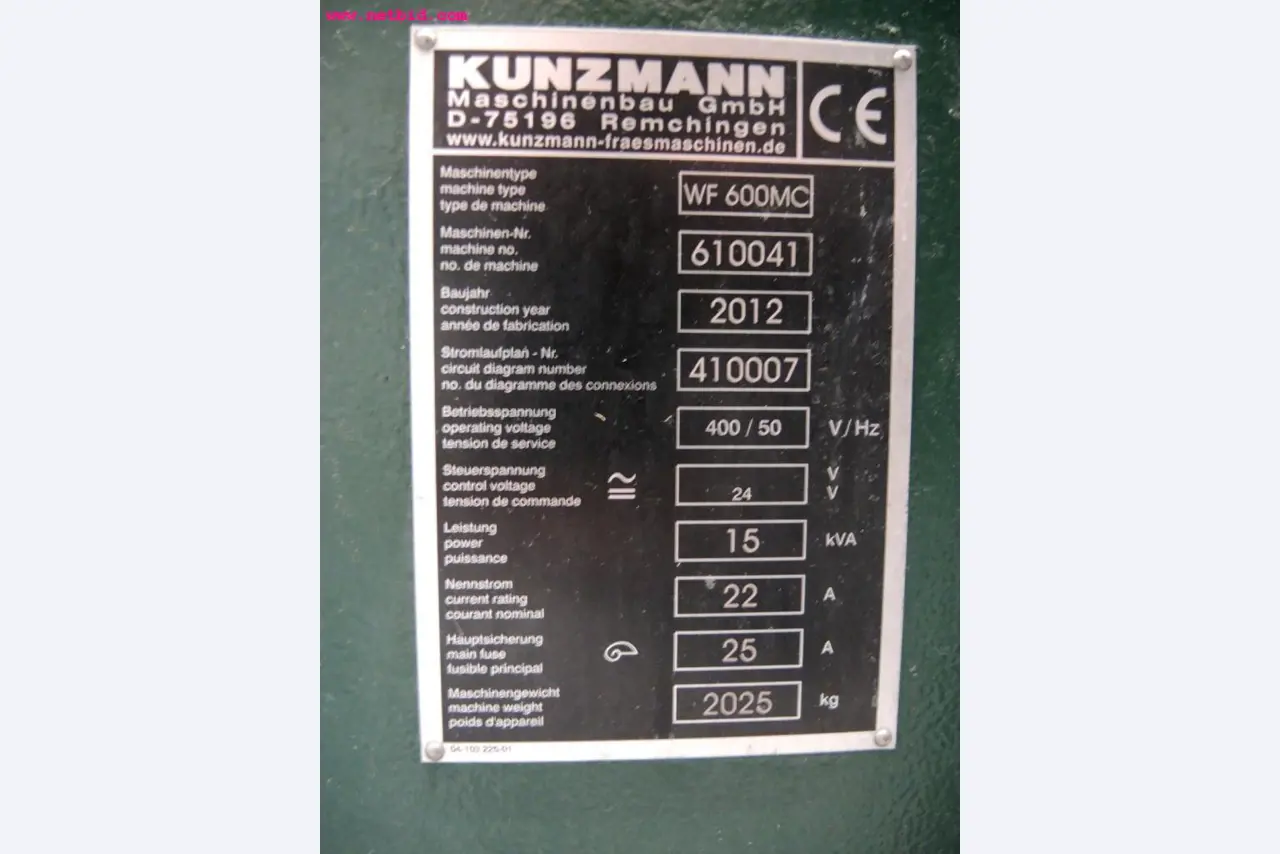 www.netbid.com
KUNZMANN
Maschinenbau GmbH
D-75196 Remchingen
www.kunzmann-fraesmaschinen.de
CE
Maschinentype
machine type
type de machine
WF 600MC
Maschinen-Nr.
machine no.
no. de machine
610041
Baujahr
construction year
année de fabrication
2012
Stromlaufplan - Nr.
circuit diagram number
no. du diagramme des connexions
410007
Betriebsspannung
operating voltage
tension de service
400 / 50 V/Hz
Steuerspannung
control voltage
tension de commande
V
24 V
Leistung
power
puissance
15 kVA
Nennstrom
current rating
courant nominal
22 A
Hauptsicherung
main fuse
fusible principal
25 A
Maschinengewicht
machine weight
poids d'appareil
2025 kg